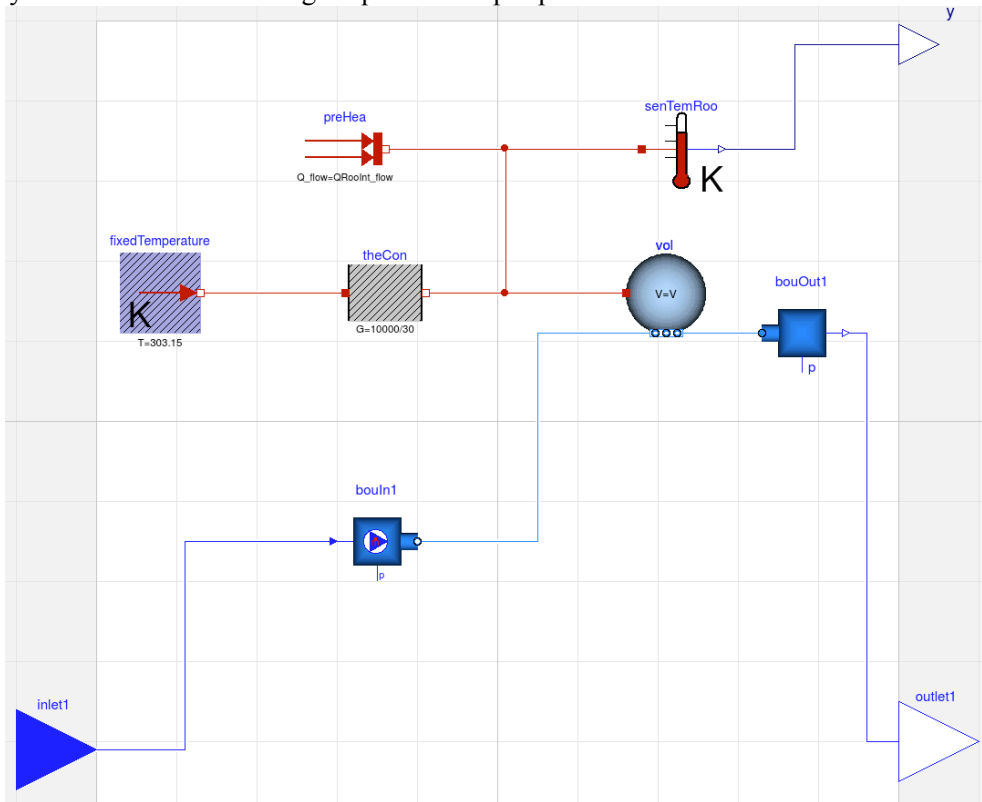 y
senTemRoo
preHea
K
Q_flow=QRooInt_flow
fixedTemperature
theCon
vol
K
V=V
bouOut1
G=10000/30
T=303.15
p
bouIn1
p
inlet1
outlet1